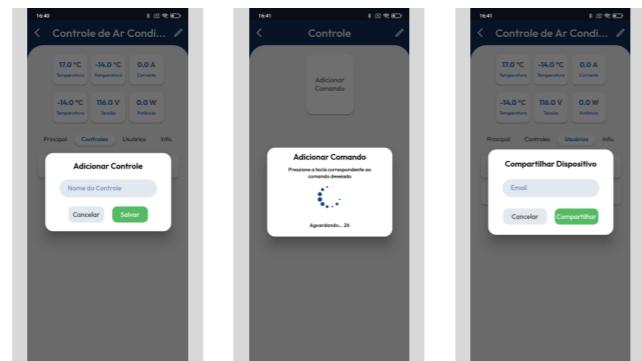 16:40
Controle de Ar Condi...
17.0 °C
-14.0 °C
0.0 A
Temperatura
Temperatura
Corrente
-14.0 °C
116.0 V
0.0 W
Temperatura
Tensão
Potência
Principal
Controles
Usuários
Info.
Adicionar Controle
Nome do Controle
Cancelar
Salvar
16:41
Controle
Adicionar
Comando
Adicionar Comando
Pressione a tecla correspondente ao
comando desejado
Aguardando... 26
16:41
Controle de Ar Condi...
17.0 °C
-14.0 °C
0.0 A
Temperatura
Temperatura
Corrente
-14.0 °C
116.0 V
0.0 W
Temperatura
Tensão
Potência
Principal
Controles
Usuários
Info.
Compartilhar Dispositivo
Email
Cancelar
Compartilhar